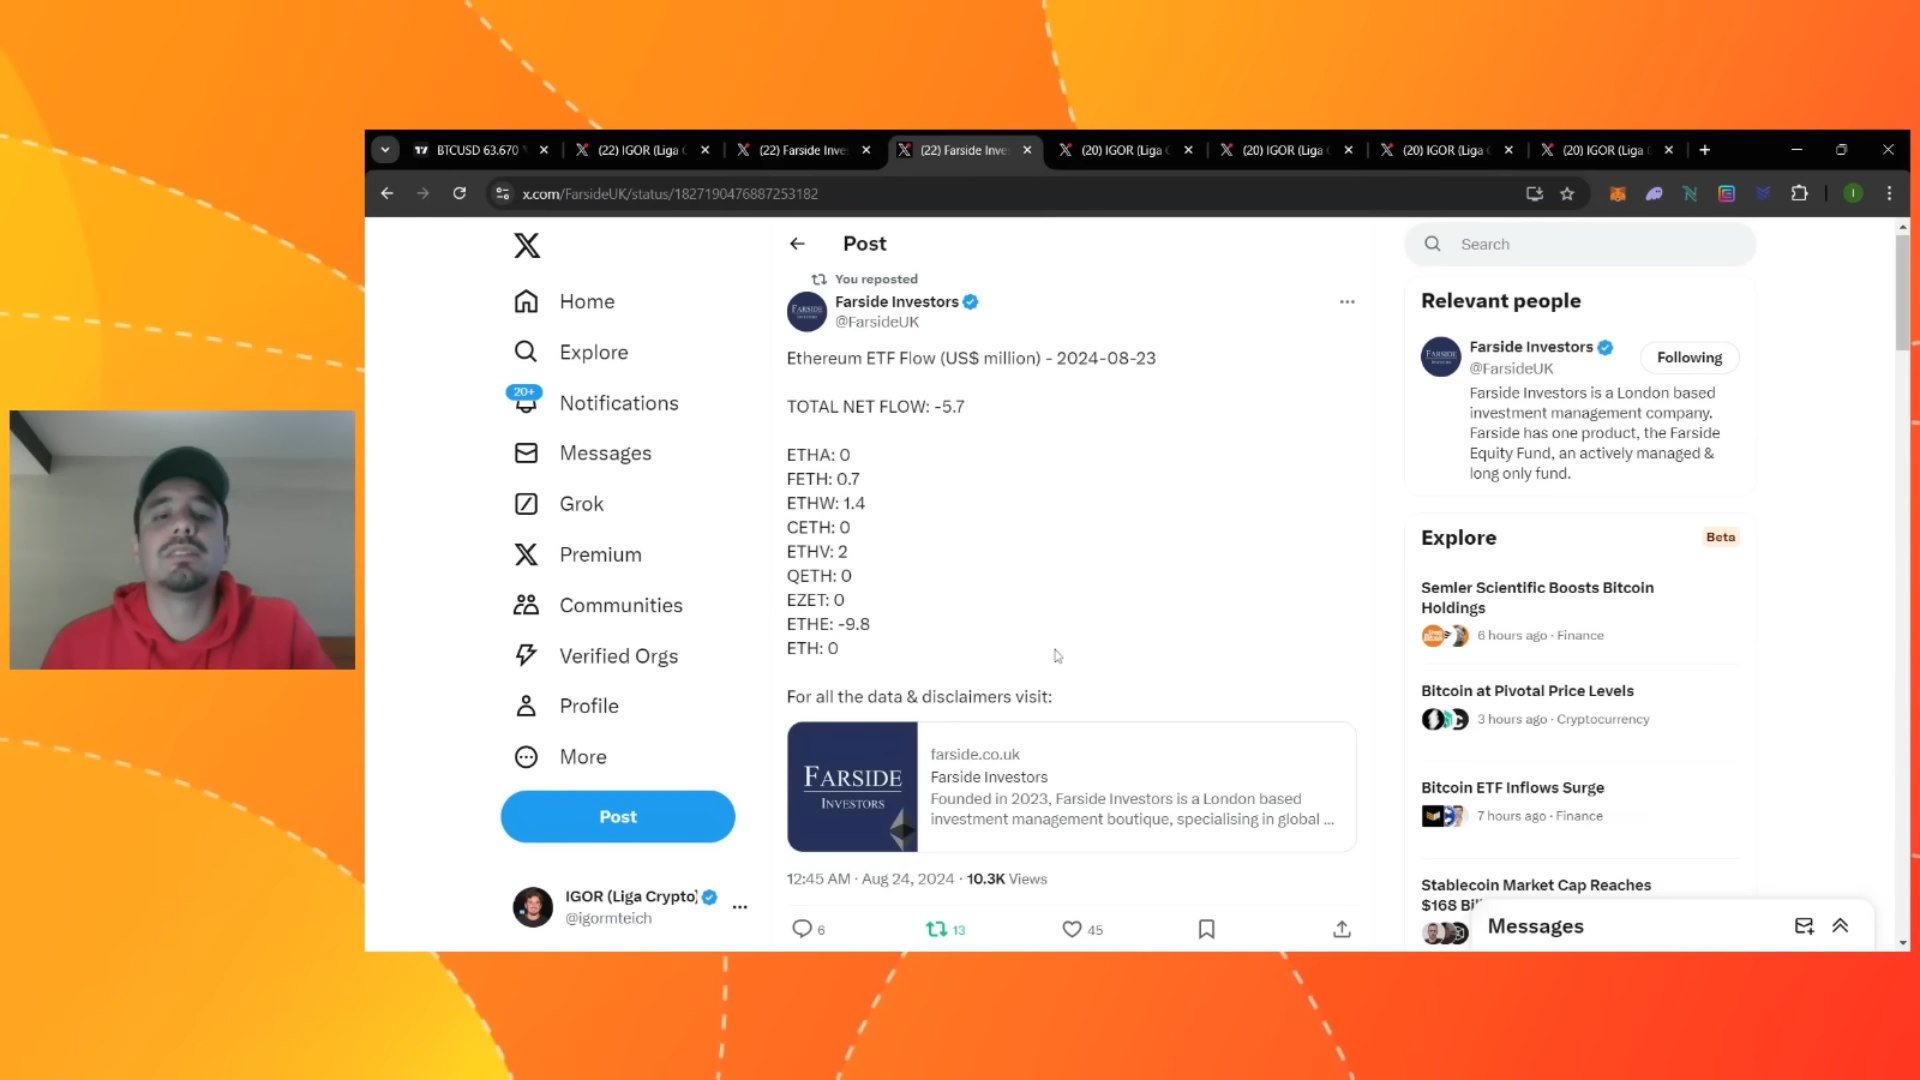 BTCUSD 63.670
(22) IGOR (Liga
(22) Farside Inve
(22) Farside Inve
(20) IGOR (Liga
(20) IGOR (Liga
(20) IGOR (Liga
(20) IGOR (Liga
x.com/FarsideUK/status/1827190476887253182
I
X
Home
Explore
20+
Notifications
Messages
Grok
Premium
Communities
Verified Orgs
Profile
More
Post
IGOR (Liga Crypto)
@igormteich
...
Post
You reposted
FARSIDE
Farside Investors
@FarsideUK
...
Ethereum ETF Flow (US$ million) - 2024-08-23
TOTAL NET FLOW: -5.7
ETHA: 0
FETH: 0.7
ETHW: 1.4
CETH: 0
ETHV: 2
QETH: 0
EZET: 0
ETHE: -9.8
ETH: 0
For all the data & disclaimers visit:
FARSIDE
INVESTORS
farside.co.uk
Farside Investors
Founded in 2023, Farside Investors is a London based
investment management boutique, specialising in global ...
12:45 AM · Aug 24, 2024 · 10.3K Views
6
13
45
Search
Relevant people
FARSIDE
Farside Investors
@FarsideUK
Following
Farside Investors is a London based
investment management company.
Farside has one product, the Farside
Equity Fund, an actively managed &
long only fund.
Explore
Beta
Semler Scientific Boosts Bitcoin
Holdings
6 hours ago · Finance
Bitcoin at Pivotal Price Levels
3 hours ago · Cryptocurrency
Bitcoin ETF Inflows Surge
7 hours ago · Finance
Stablecoin Market Cap Reaches
$168 Bil
Messages